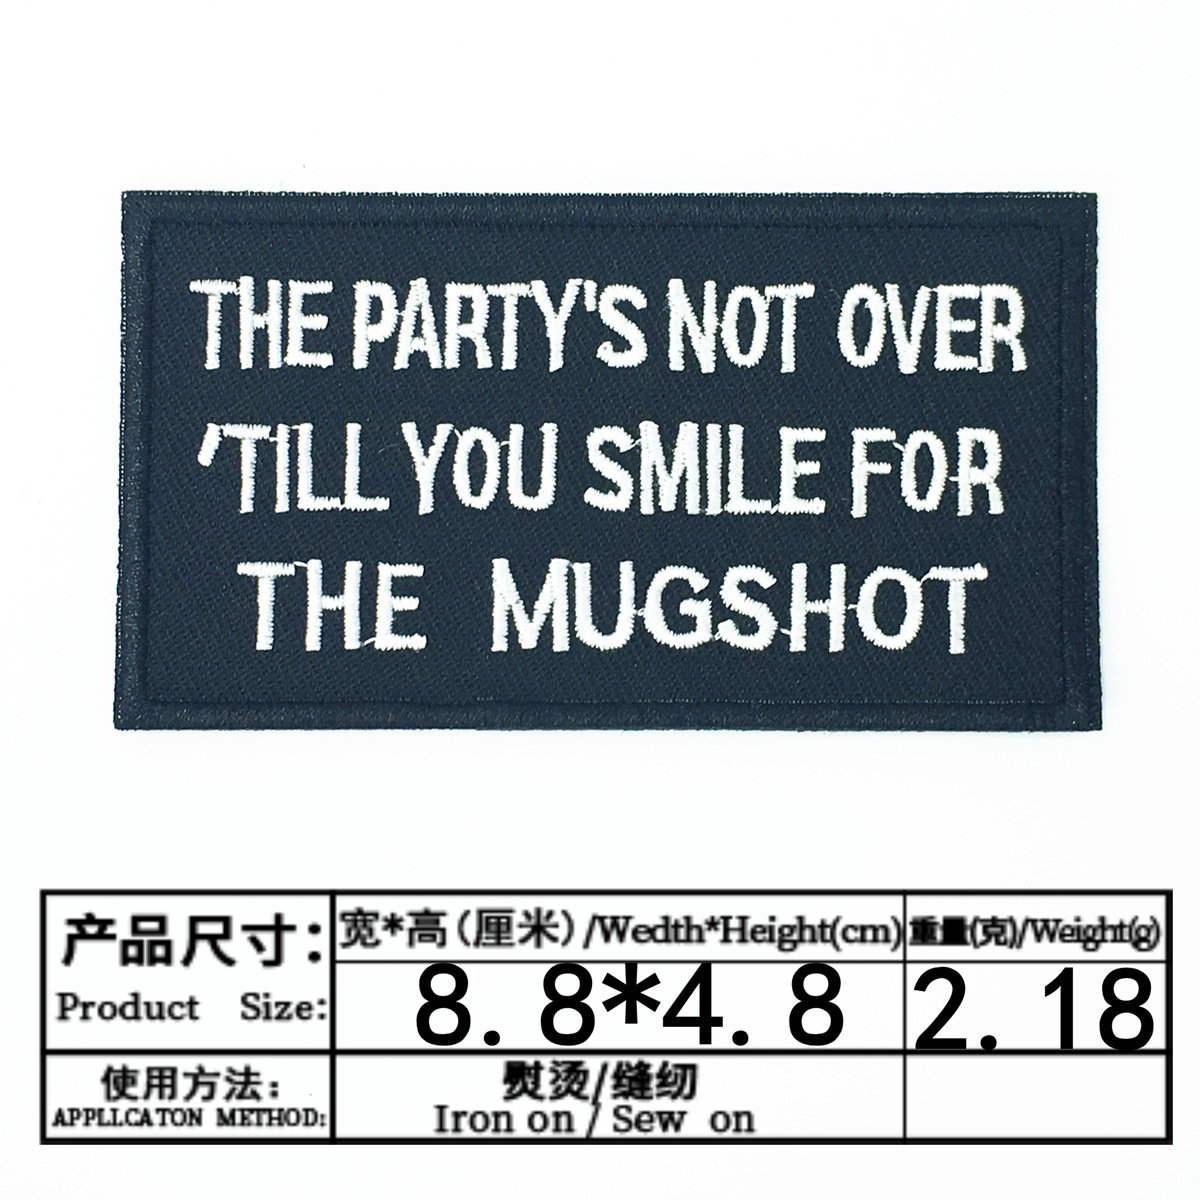 THE PARTY'S NOT OVER
'TILL YOU SMILE FOR
THE MUGSHOT
产品尺寸：
Product Size:
宽*高(厘米)/Wedth*Height(cm)
重量(克)/Weight(g)
8.8*4.8
2.18
使用方法：
APPLLCATON METHOD:
熨烫/缝纫
Iron on / Sew on